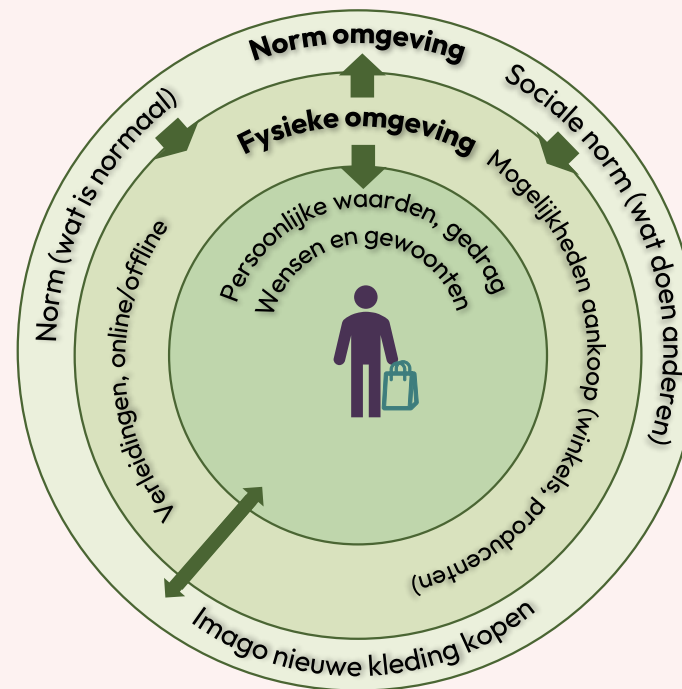 Norm omgeving
Norm (wat is normaal)
Sociale norm (wat doen anderen)
Imago nieuwe kleding kopen
Fysieke omgeving
Verleidingen, online/offline
Mogelijkheden aankoop (winkels, producenten)
Persoonlijke waarden, gedrag
Wensen en gewoonten